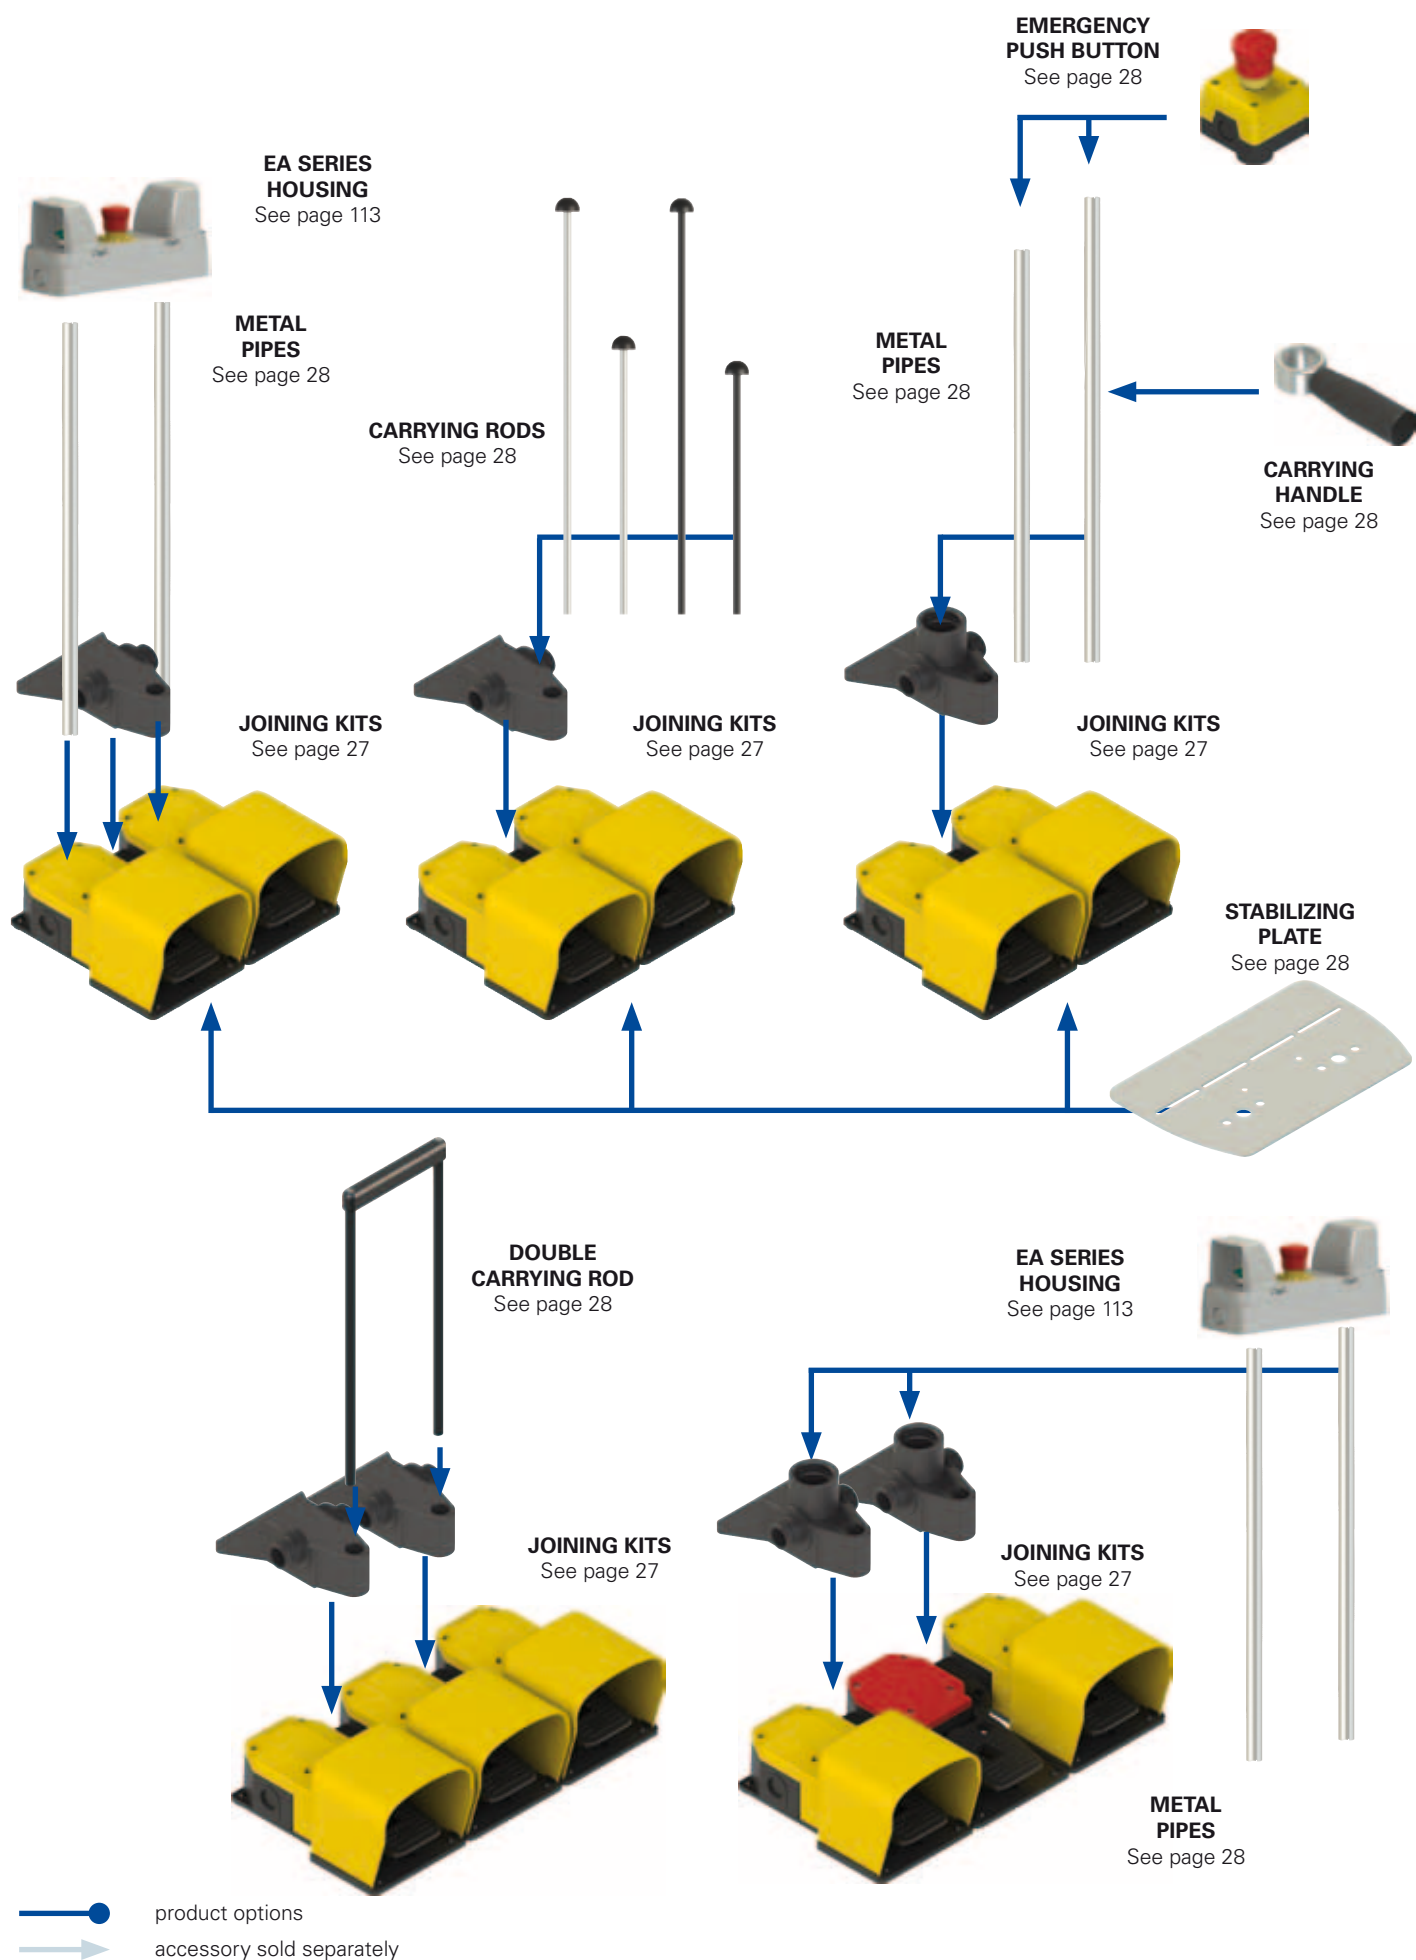 EMERGENCY
PUSH BUTTON
See page 28
EA SERIES
HOUSING
See page 113
METAL
PIPES
See page 28
CARRYING RODS
See page 28
METAL
PIPES
See page 28
CARRYING
HANDLE
See page 28
JOINING KITS
See page 27
JOINING KITS
See page 27
JOINING KITS
See page 27
STABILIZING
PLATE
See page 28
DOUBLE
CARRYING ROD
See page 28
EA SERIES
HOUSING
See page 113
JOINING KITS
See page 27
JOINING KITS
See page 27
METAL
PIPES
See page 28
product options
accessory sold separately